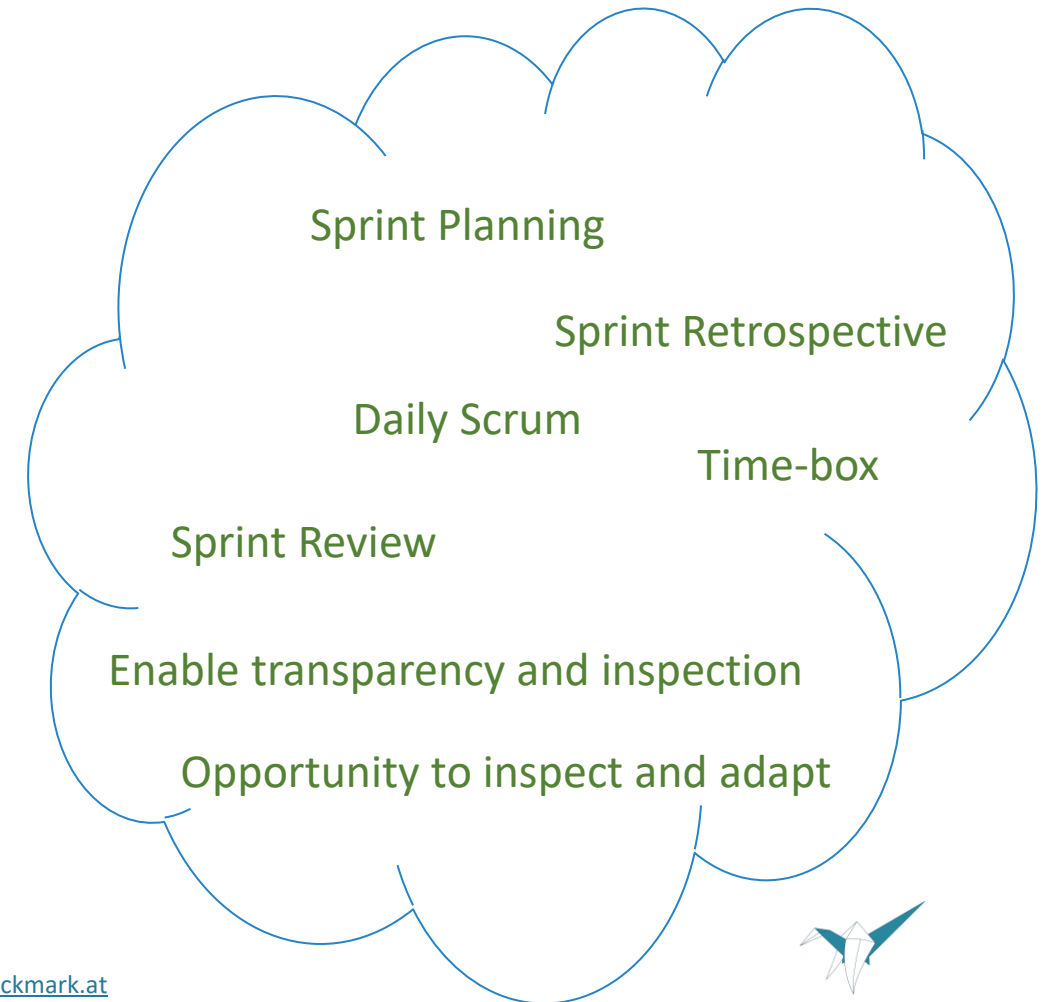 Sprint Planning
Sprint Retrospective
Daily Scrum
Time-box
Sprint Review
Enable transparency and inspection
Opportunity to inspect and adapt
ckmark.at